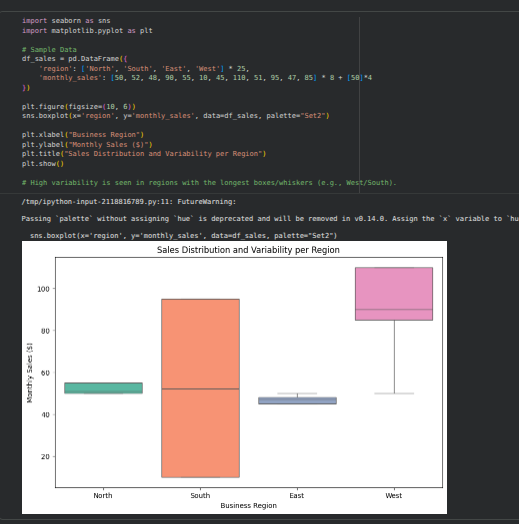 import seaborn as sns
import matplotlib.pyplot as plt
# Sample Data
df_sales = pd.DataFrame({
    'region': ['North', 'South', 'East', 'West'] * 25,
    'monthly_sales': [50, 52, 48, 90, 55, 10, 45, 110, 51, 95, 47, 85] * 8 + [50]*4
})
plt.figure(figsize=(10, 6))
sns.boxplot(x='region', y='monthly_sales', data=df_sales, palette="Set2")
plt.xlabel("Business Region")
plt.ylabel("Monthly Sales ($)")
plt.title("Sales Distribution and Variability per Region")
plt.show()
# High variability is seen in regions with the longest boxes/whiskers (e.g., West/South).
/tmp/ipython-input-2118816789.py:11: FutureWarning:
Passing `palette` without assigning `hue` is deprecated and will be removed in v0.14.0. Assign the `x` variable to `hu
  sns.boxplot(x='region', y='monthly_sales', data=df_sales, palette="Set2")
Sales Distribution and Variability per Region
Monthly Sales ($)
100
80
60
40
20
North South East West
Business Region